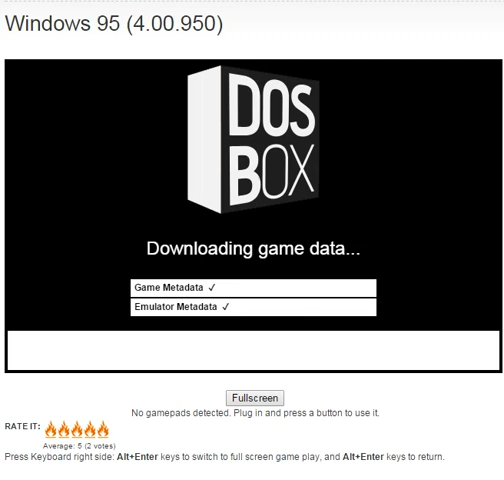 Windows 95 (4.00.950)
DOS
BOX
Downloading game data...
Game Metadata ✓
Emulator Metadata ✓
Fullscreen
No gamepads detected. Plug in and press a button to use it.
RATE IT:
Average: 5 (2 votes)
Press Keyboard right side: Alt+Enter keys to switch to full screen game play, and Alt+Enter keys to return.